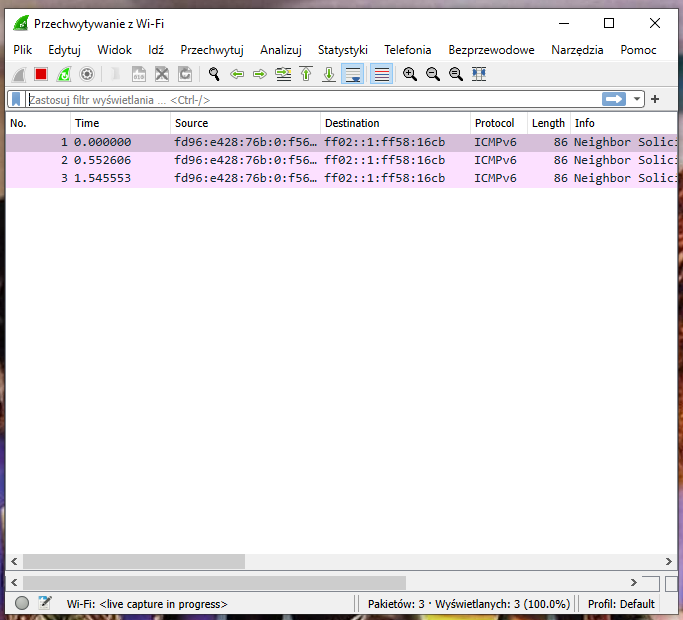 Przechwytywanie z Wi-Fi
Plik Edytuj Widok Idź Przechwytuj Analizuj Statystyki Telefonia Bezprzewodowe Narzędzia Pomoc
Zastosuj filtr wyświetlania ... <Ctrl-/>
No. Time Source Destination Protocol Length Info
1 0.000000 fd96:e428:76b:0:f56… ff02::1:ff58:16cb ICMPv6 86 Neighbor Solici
2 0.552606 fd96:e428:76b:0:f56… ff02::1:ff58:16cb ICMPv6 86 Neighbor Solici
3 1.545553 fd96:e428:76b:0:f56… ff02::1:ff58:16cb ICMPv6 86 Neighbor Solici
Wi-Fi: <live capture in progress> Pakietów: 3 · Wyświetlanych: 3 (100.0%) Profil: Default